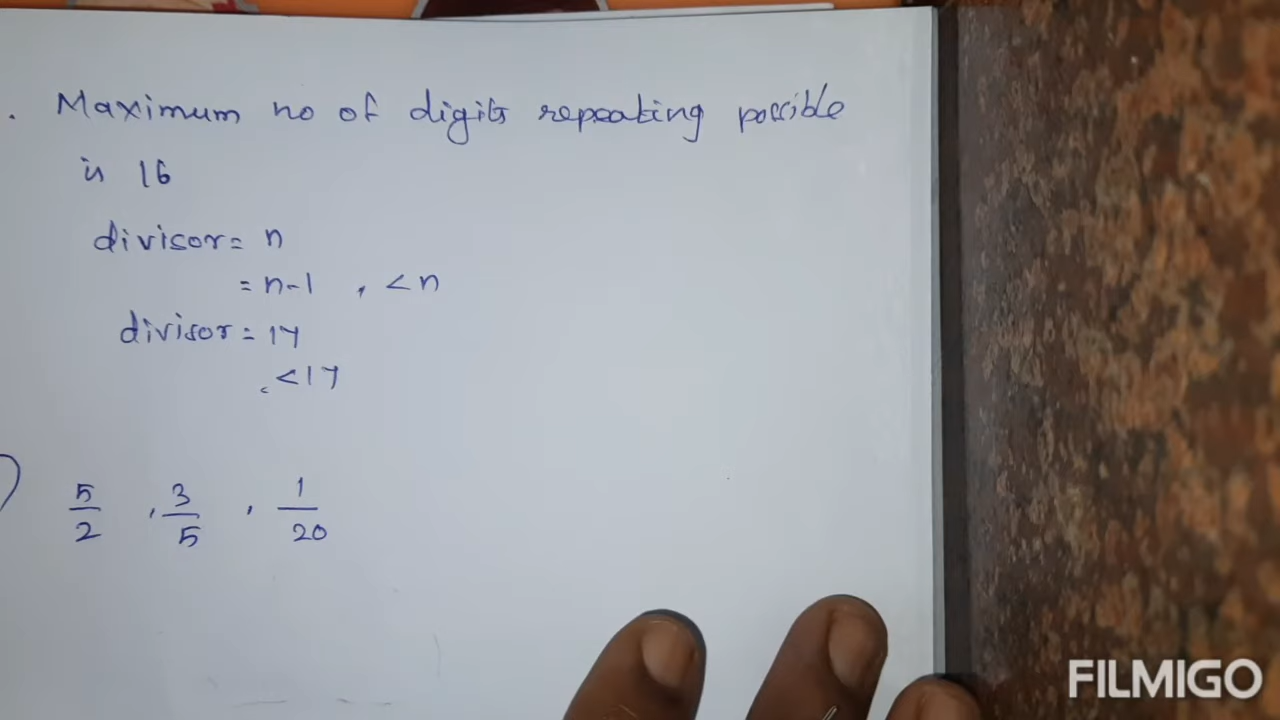 . Maximum no of digits repeating possible
is 16
divisor = n
= n-1 , <n
divisor = 17
<17
) 5/2 , 3/5 , 1/20
FILMIGO